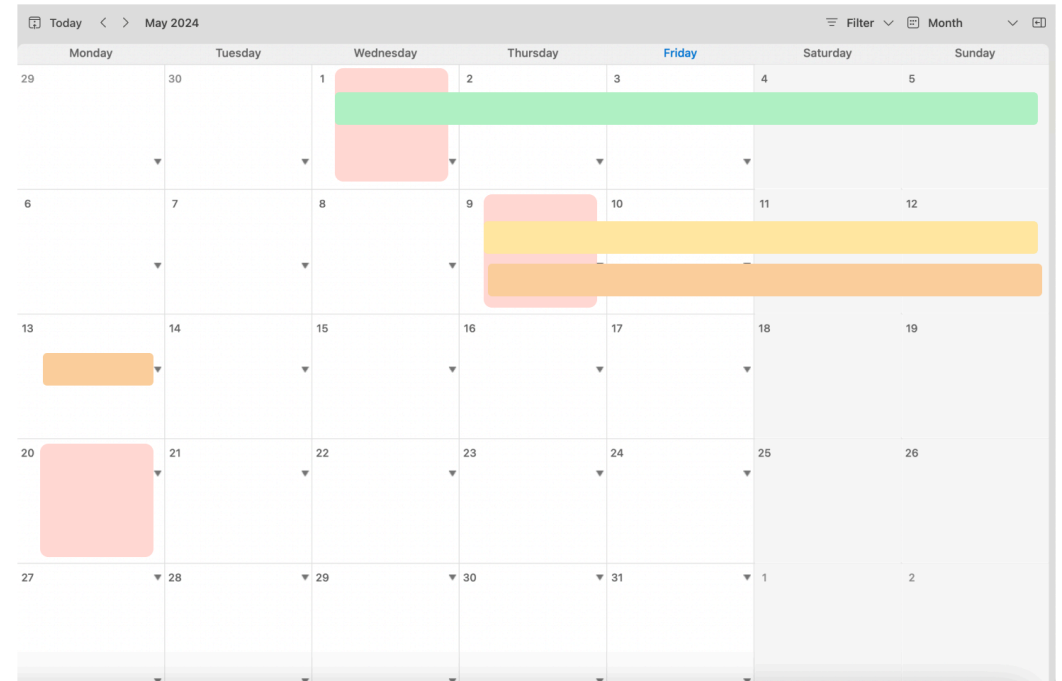 Today May 2024 Filter Month
Monday Tuesday Wednesday Thursday Friday Saturday Sunday
29 30 1 2 3 4 5
6 7 8 9 10 11 12
13 14 15 16 17 18 19
20 21 22 23 24 25 26
27 28 29 30 31 1 2